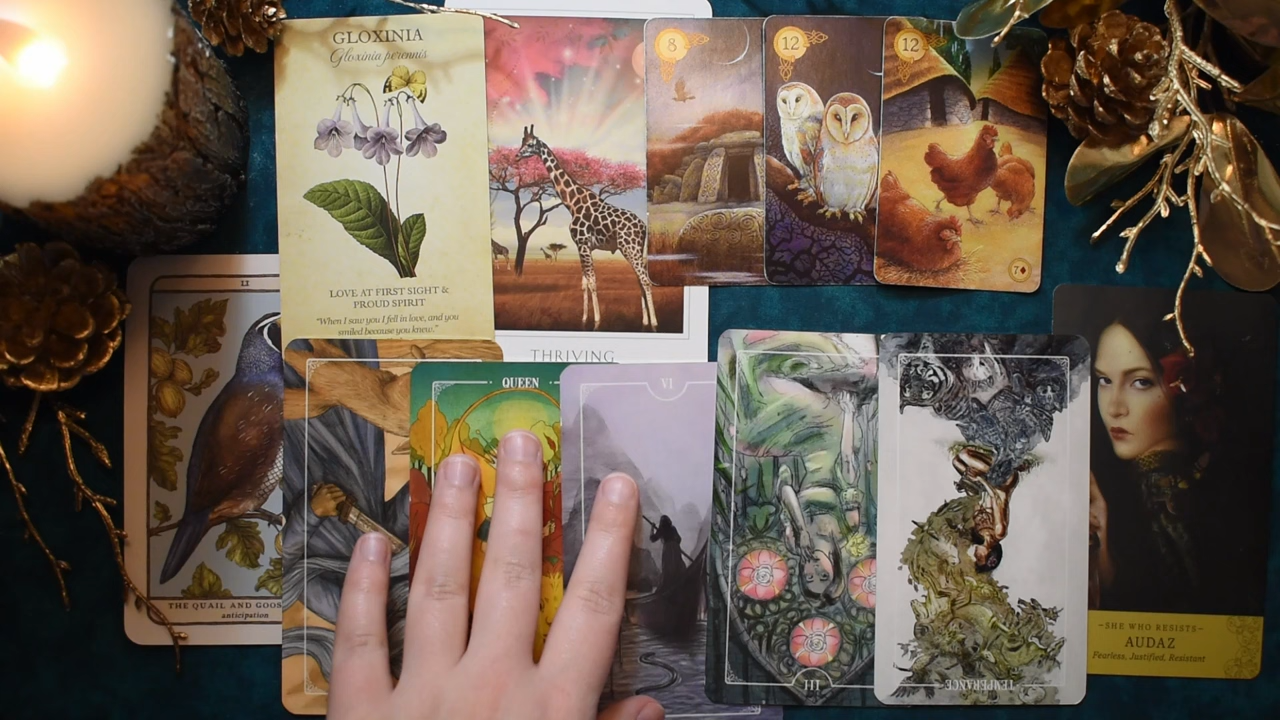 GLOXINIA
Gloxinia perennis
LOVE AT FIRST SIGHT &
PROUD SPIRIT
"When I saw you I fell in love, and you
smiled because you knew."
THRIVING
8
12
12
7♦
THE QUAIL AND GOOS
anticipation
QUEEN
VI
III
TEMPERANCE
~SHE WHO RESISTS~
AUDAZ
Fearless, Justified, Resistant